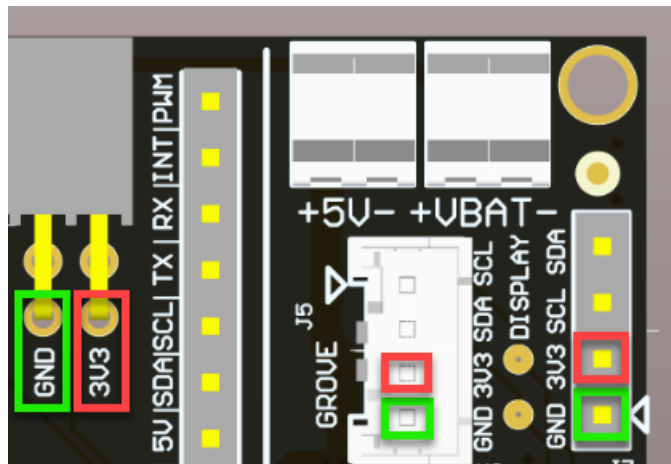 PWM
INT|
RX|
TX|
SCL|
SDA|
5V|
GND
3V3
+5V-
+VBAT-
J5
GROVE
SCL
SDA
3V3
GND
DISPLAY
SDA
SCL
3V3
GND